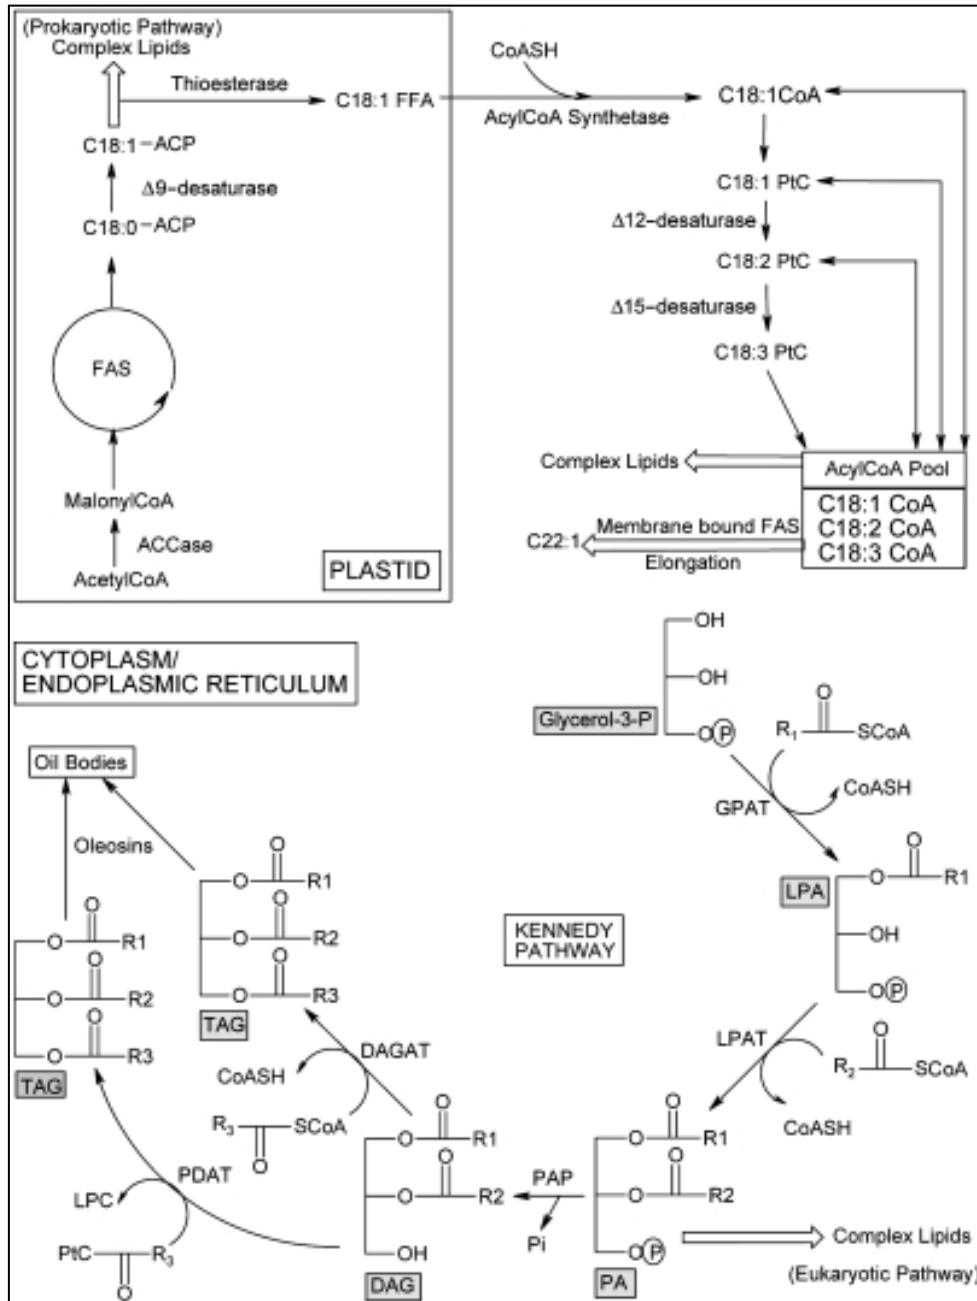 (Prokaryotic Pathway)
Complex Lipids
Thioesterase
C18:1 FFA
CoASH
AcylCoA Synthetase
C18:1CoA
C18:1-ACP
Δ9-desaturase
C18:0-ACP
FAS
MalonylCoA
ACCase
AcetylCoA
PLASTID
C18:1 PtC
Δ12-desaturase
C18:2 PtC
Δ15-desaturase
C18:3 PtC
Complex Lipids
AcylCoA Pool
C18:1 CoA
C18:2 CoA
C18:3 CoA
Membrane bound FAS
C22:1
Elongation
CYTOPLASM/
ENDOPLASMIC RETICULUM
OH
OH
Glycerol-3-P
O P
O
R1 SCoA
GPAT
CoASH
LPA
O
O R1
OH
O P
KENNEDY
PATHWAY
LPAT
O
R2 SCoA
CoASH
Oil Bodies
Oleosins
O
O R1
O
O R2
O
O R3
TAG
O
O R1
O
O R2
O
O R3
TAG
DAGAT
CoASH
R3 SCoA
O
PDAT
LPC
PtC R3
O
O
O R1
O
O R2
OH
DAG
PAP
Pi
O
O R1
O
O R2
O P
PA
Complex Lipids
(Eukaryotic Pathway)